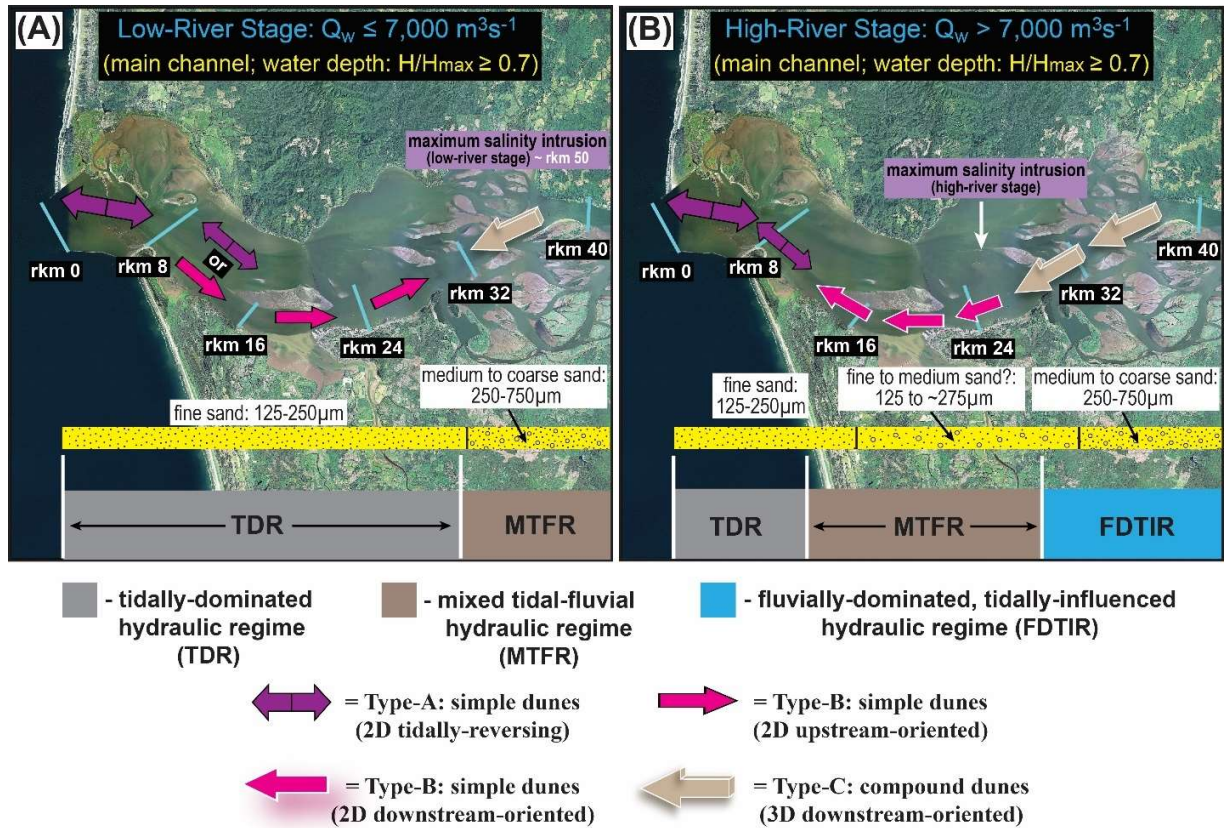 (A)
Low-River Stage: Qw ≤ 7,000 m³s⁻¹
(main channel; water depth: H/Hmax ≥ 0.7)
maximum salinity intrusion
(low-river stage) ~ rkm 50
rkm 0
rkm 8
or
rkm 16
rkm 24
rkm 32
rkm 40
fine sand: 125-250µm
medium to coarse sand:
250-750µm
TDR
MTFR
(B)
High-River Stage: Qw > 7,000 m³s⁻¹
(main channel; water depth: H/Hmax ≥ 0.7)
maximum salinity intrusion
(high-river stage)
rkm 0
rkm 8
rkm 16
rkm 24
rkm 32
rkm 40
fine sand:
125-250µm
fine to medium sand?:
125 to ~275µm
medium to coarse sand:
250-750µm
TDR
MTFR
FDTIR
- tidally-dominated
hydraulic regime
(TDR)
- mixed tidal-fluvial
hydraulic regime
(MTFR)
- fluvially-dominated, tidally-influenced
hydraulic regime (FDTIR)
= Type-A: simple dunes
(2D tidally-reversing)
= Type-B: simple dunes
(2D upstream-oriented)
= Type-B: simple dunes
(2D downstream-oriented)
= Type-C: compound dunes
(3D downstream-oriented)